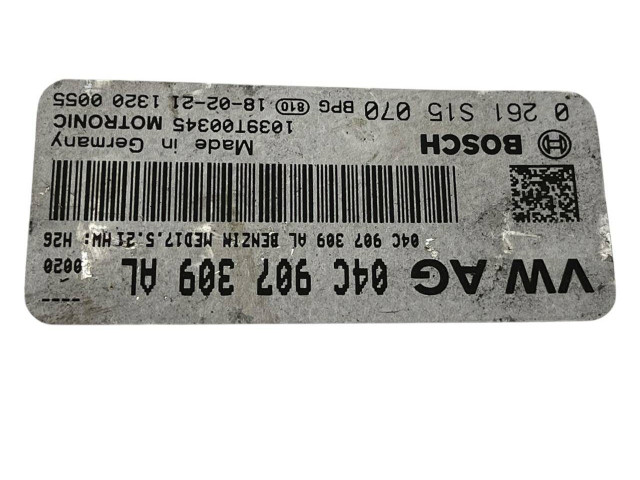 VW AG 04C 907 309 AL
----
0020
04C 907 309 AL BENZIN MED17.5.21 HW: H26
BOSCH Made in Germany
1039T00345 MOTRONIC
0 261 S15 070 BPG 810 18-02-21 1320 0055